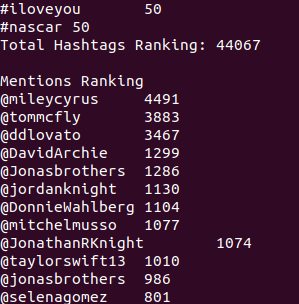 #iloveyou 50
#nascar 50
Total Hashtags Ranking: 44067

Mentions Ranking
@mileycyrus 4491
@tommcfly 3883
@ddlovato 3467
@DavidArchie 1299
@Jonasbrothers 1286
@jordanknight 1130
@DonnieWahlberg 1104
@mitchelmusso 1077
@JonathanRKnight 1074
@taylorswift13 1010
@jonasbrothers 986
@selenagomez 801